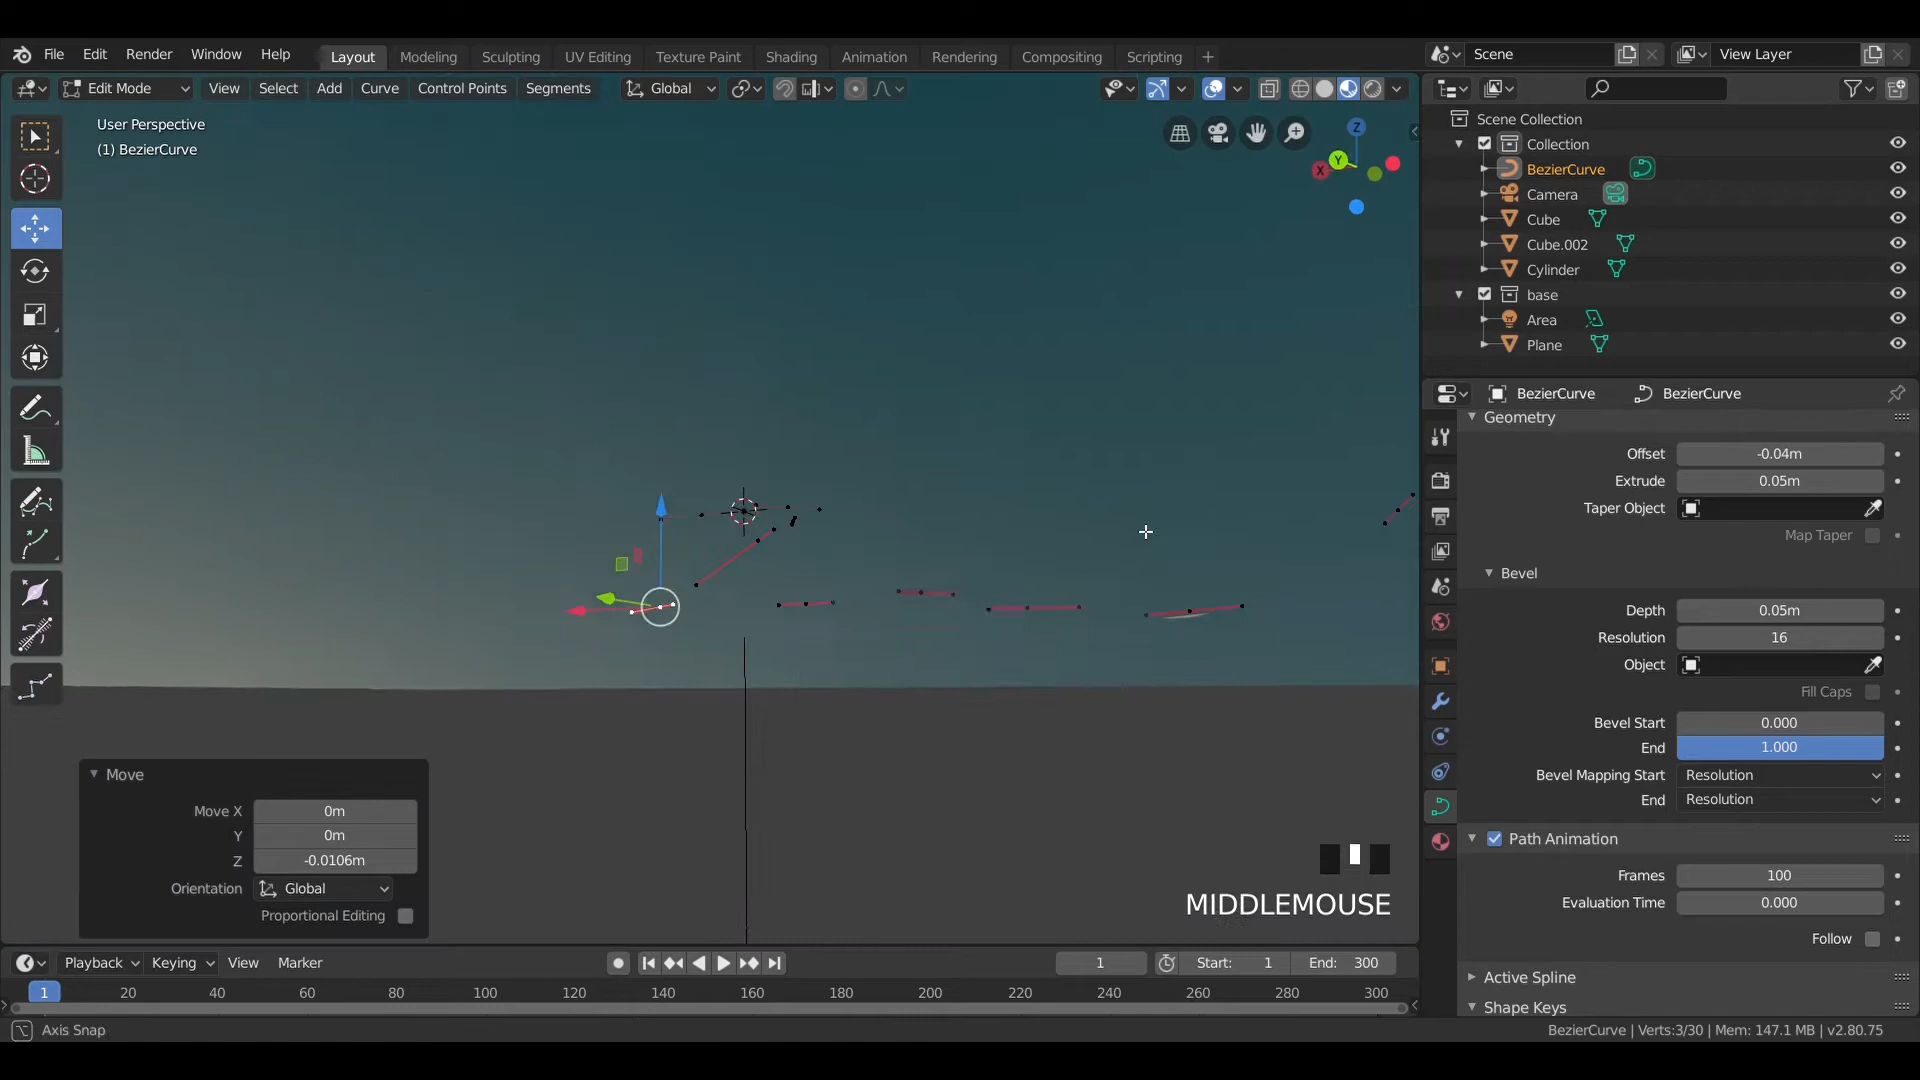 File Edit Render Window Help Layout Modeling Sculpting UV Editing Texture Paint Shading Animation Rendering Compositing Scripting + Scene View Layer
Edit Mode View Select Add Curve Control Points Segments Global
User Perspective
(1) BezierCurve
Z
Y
X
Scene Collection
Collection
BezierCurve
Camera
Cube
Cube.002
Cylinder
base
Area
Plane
BezierCurve BezierCurve
Geometry
Offset -0.04m
Extrude 0.05m
Taper Object
Map Taper
Bevel
Depth 0.05m
Resolution 16
Object
Fill Caps
Bevel Start 0.000
End 1.000
Bevel Mapping Start Resolution
End Resolution
Path Animation
Frames 100
Evaluation Time 0.000
Follow
Active Spline
Shape Keys
Move
Move X 0m
Y 0m
Z -0.0106m
Orientation Global
Proportional Editing
MIDDLEMOUSE
Playback Keying View Marker 1 Start: 1 End: 300
1 20 40 60 80 100 120 140 160 180 200 220 240 260 280 300
Axis Snap BezierCurve | Verts:3/30 | Mem: 147.1 MB | v2.80.75